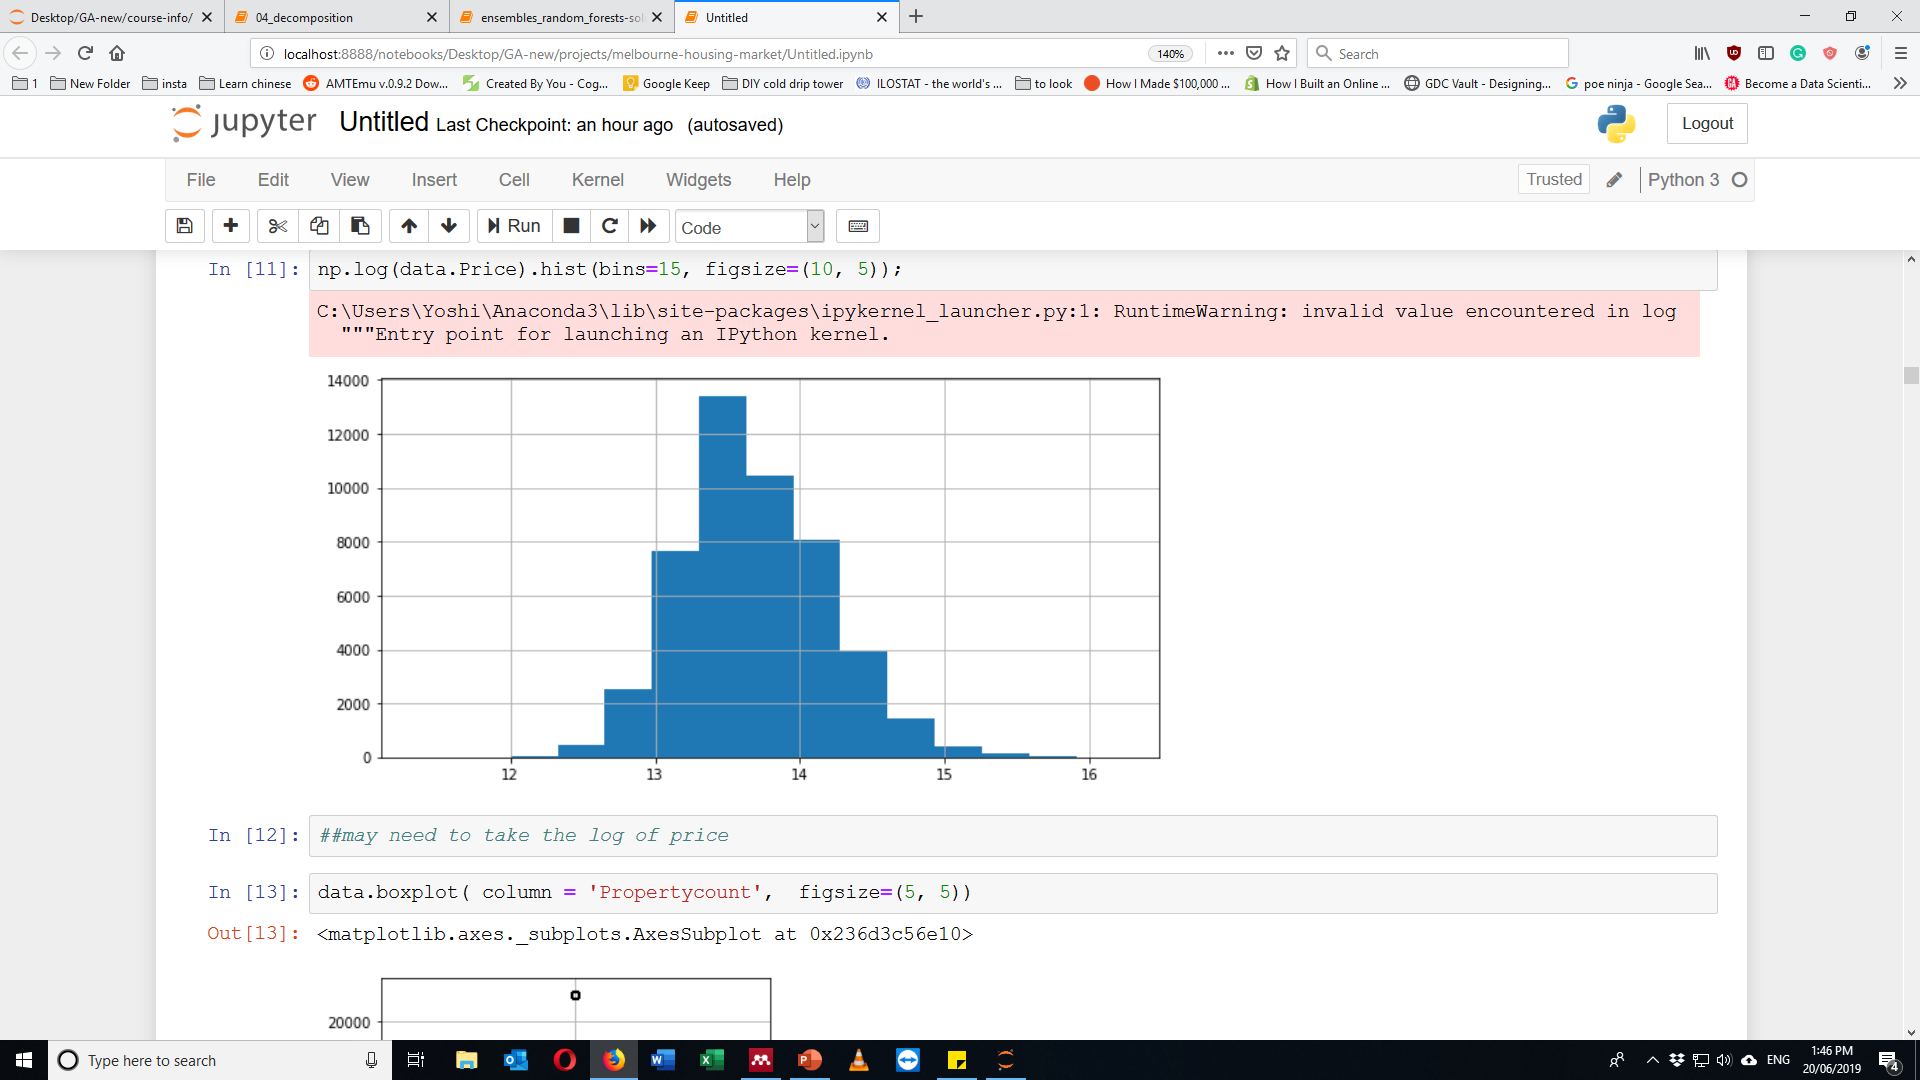 Desktop/GA-new/course-info/
04_decomposition
ensembles_random_forests-sol
Untitled
localhost:8888/notebooks/Desktop/GA-new/projects/melbourne-housing-market/Untitled.ipynb
140%
Search
1
New Folder
insta
Learn chinese
AMTEmu v.0.9.2 Dow...
Created By You - Cog...
Google Keep
DIY cold drip tower
ILOSTAT - the world's ...
to look
How I Made $100,000 ...
How I Built an Online ...
GDC Vault - Designing...
poe ninja - Google Sea...
Become a Data Scienti...
jupyter Untitled Last Checkpoint: an hour ago (autosaved)
Logout
File Edit View Insert Cell Kernel Widgets Help
Trusted
Python 3
Run
Code
In [11]: np.log(data.Price).hist(bins=15, figsize=(10, 5));
C:\Users\Yoshi\Anaconda3\lib\site-packages\ipykernel_launcher.py:1: RuntimeWarning: invalid value encountered in log
"""Entry point for launching an IPython kernel.
14000
12000
10000
8000
6000
4000
2000
0
12 13 14 15 16
In [12]: ##may need to take the log of price
In [13]: data.boxplot( column = 'Propertycount',  figsize=(5, 5))
Out[13]: <matplotlib.axes._subplots.AxesSubplot at 0x236d3c56e10>
20000
Type here to search
ENG
1:46 PM
20/06/2019
4